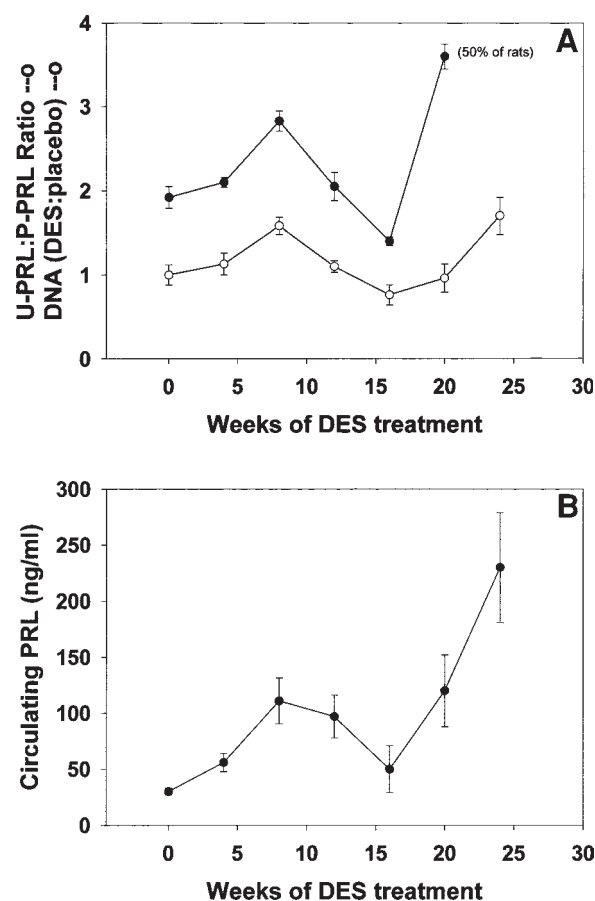 A
U-PRL:P-PRL Ratio --o
DNA (DES:placebo) --o
4
3
2
1
0
(50% of rats)
0 5 10 15 20 25 30
Weeks of DES treatment
B
Circulating PRL (ng/ml)
300
250
200
150
100
50
0
0 5 10 15 20 25 30
Weeks of DES treatment